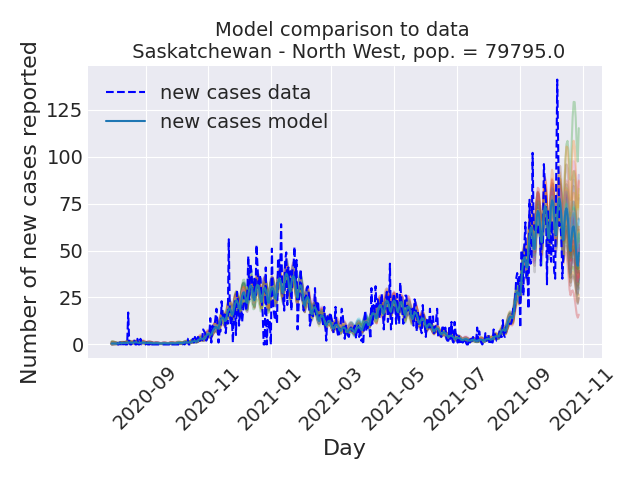 Model comparison to data
Saskatchewan - North West, pop. = 79795.0
new cases data
new cases model
Number of new cases reported
125
100
75
50
25
0
2020-09
2020-11
2021-01
2021-03
2021-05
2021-07
2021-09
2021-11
Day